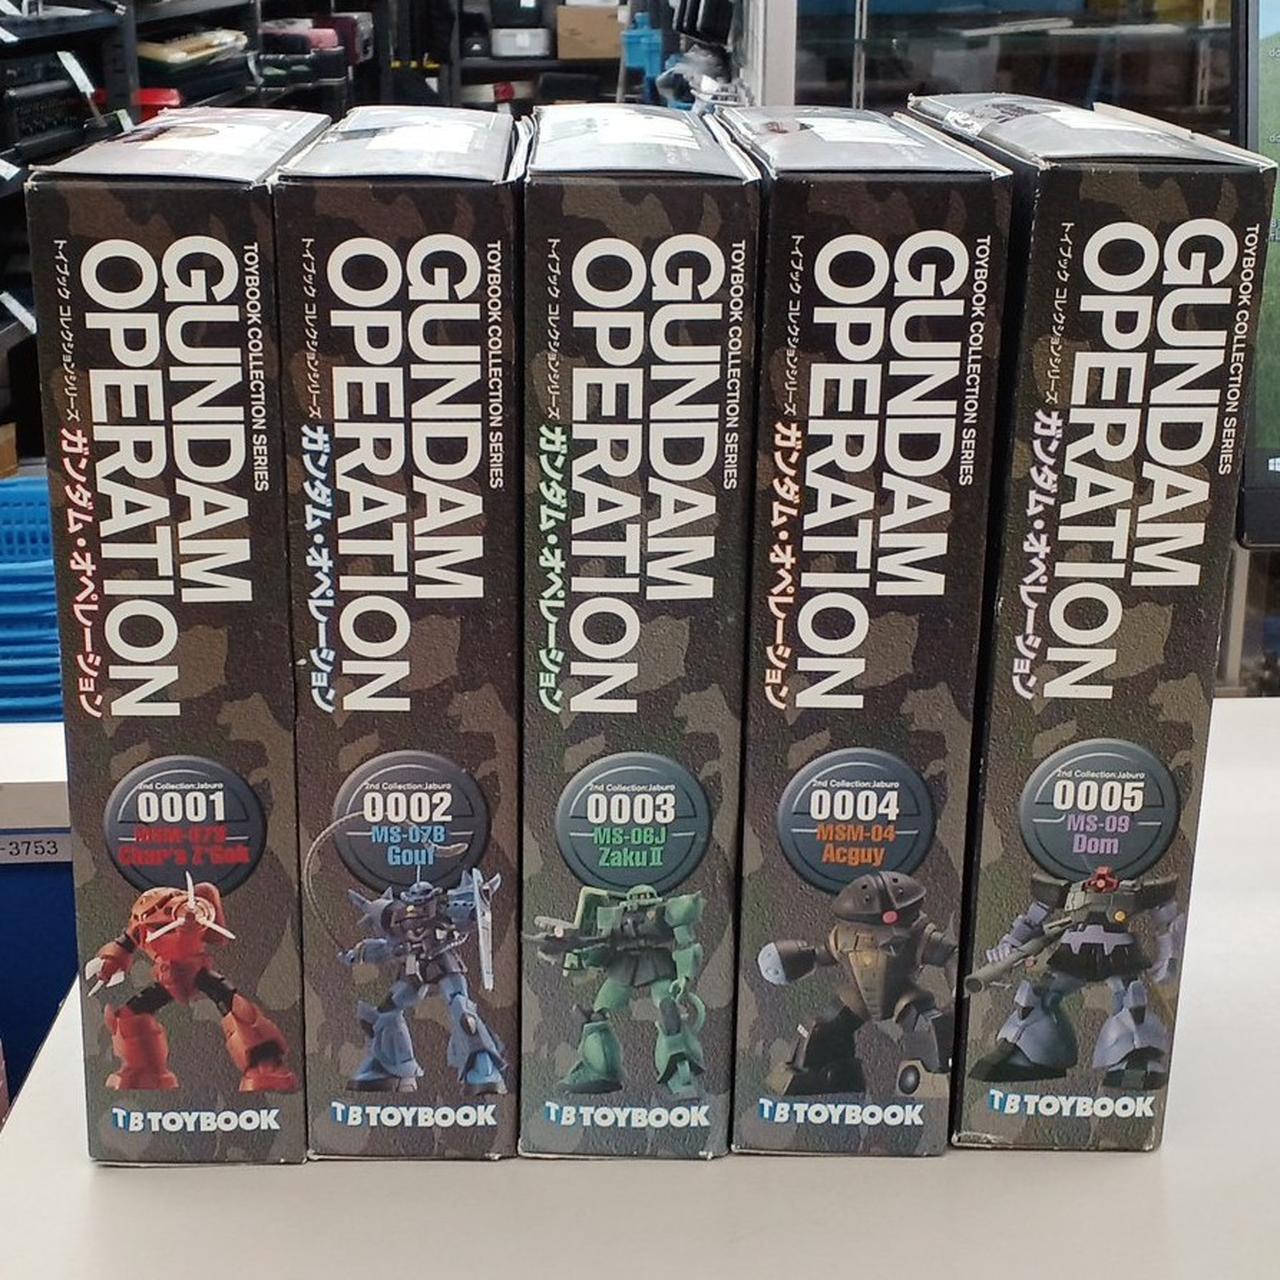 TOYBOOK COLLECTION SERIES
GUNDAM
OPERATION
トイブック コレクションシリーズ ガンダム・オペレーション
2nd Collection:Jaburo
0001
MSM-07S
Char's Z'Gok
TB TOYBOOK
TOYBOOK COLLECTION SERIES
GUNDAM
OPERATION
トイブック コレクションシリーズ ガンダム・オペレーション
2nd Collection:Jaburo
0002
MS-07B
Gouf
TB TOYBOOK
TOYBOOK COLLECTION SERIES
GUNDAM
OPERATION
トイブック コレクションシリーズ ガンダム・オペレーション
2nd Collection:Jaburo
0003
MS-06J
Zaku II
TB TOYBOOK
TOYBOOK COLLECTION SERIES
GUNDAM
OPERATION
トイブック コレクションシリーズ ガンダム・オペレーション
2nd Collection:Jaburo
0004
MSM-04
Acguy
TB TOYBOOK
TOYBOOK COLLECTION SERIES
GUNDAM
OPERATION
トイブック コレクションシリーズ ガンダム・オペレーション
2nd Collection:Jaburo
0005
MS-09
Dom
TB TOYBOOK
-3753